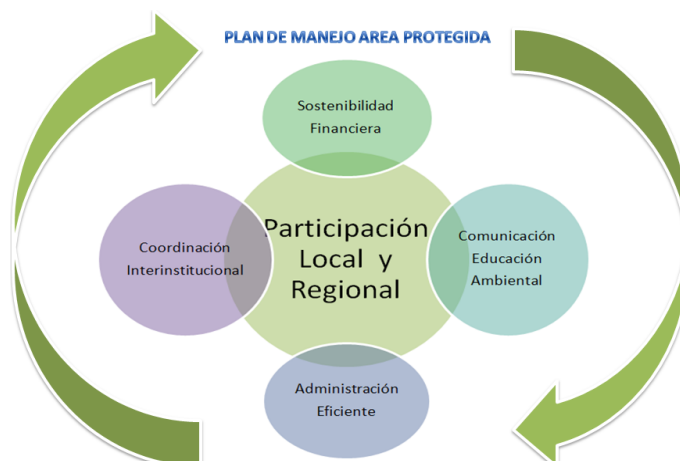 PLAN DE MANEJO AREA PROTEGIDA
Sostenibilidad
Financiera
Participación
Local y
Regional
Coordinación
Interinstitucional
Comunicación
Educación
Ambiental
Administración
Eficiente